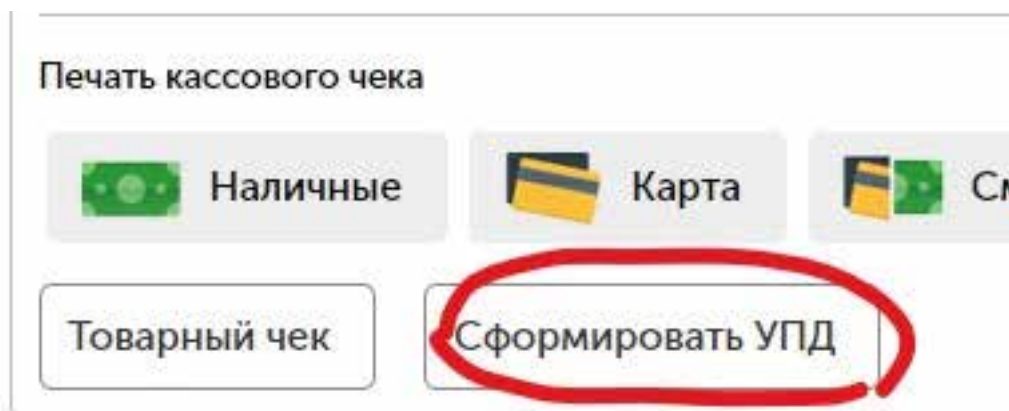 Печать кассового чека
Наличные Карта
Товарный чек Сформировать УПД